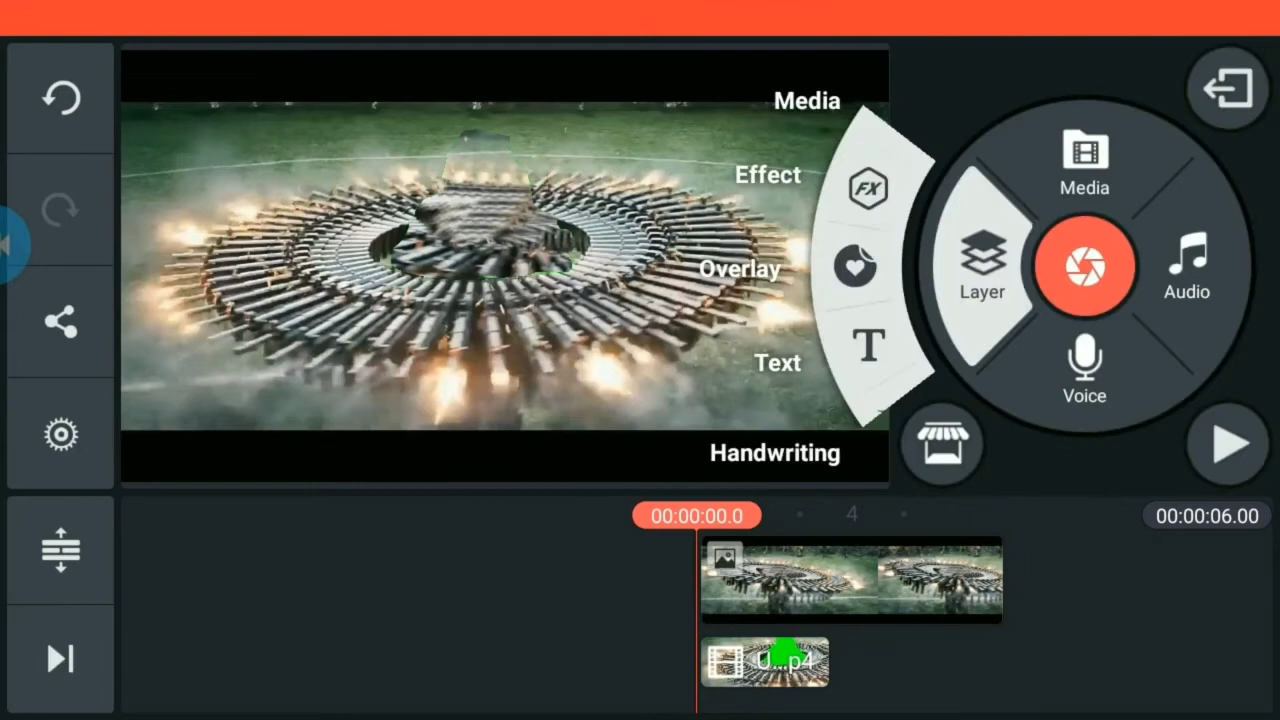 Media
Effect
Overlay
Text
Handwriting
FX
T
Media
Layer
Audio
Voice
00:00:00.0
4
00:00:06.00
U...p4